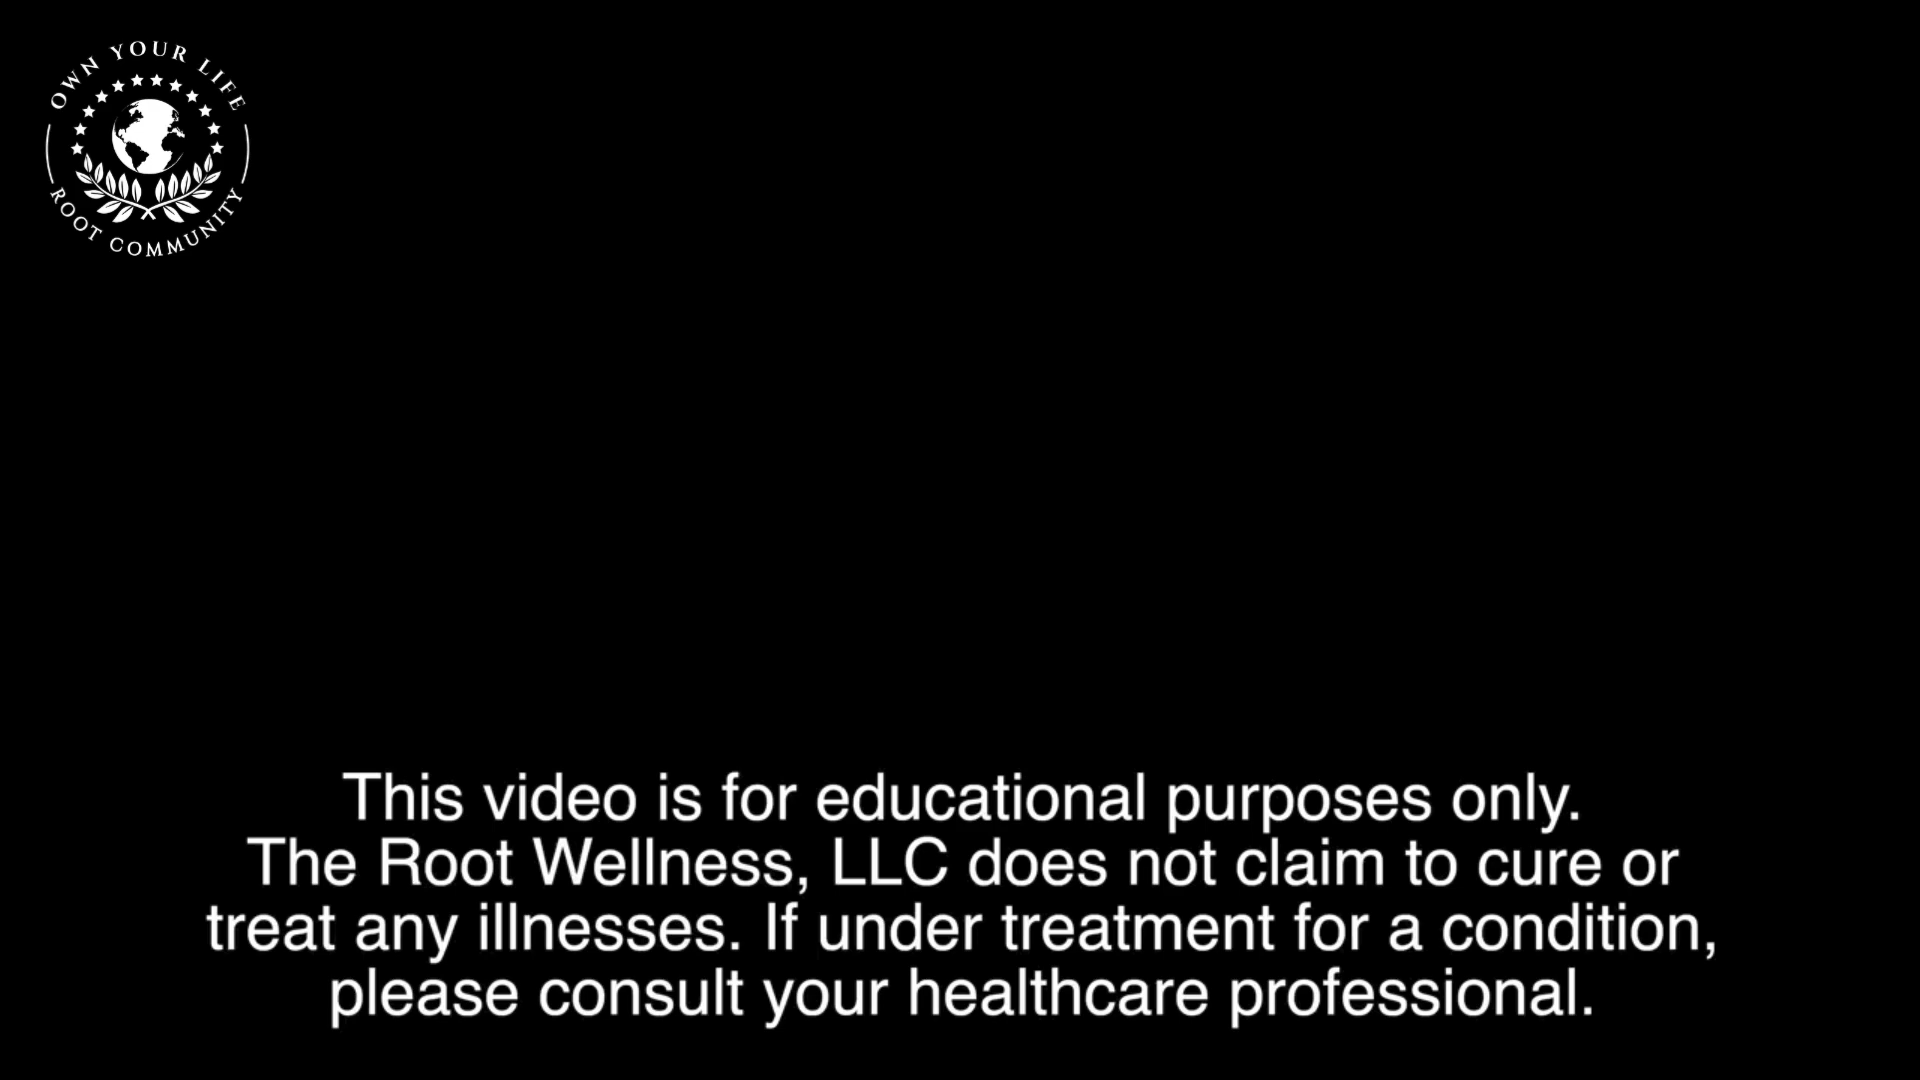 OWN YOUR LIFE
ROOT COMMUNITY
This video is for educational purposes only.
The Root Wellness, LLC does not claim to cure or
treat any illnesses. If under treatment for a condition,
please consult your healthcare professional.